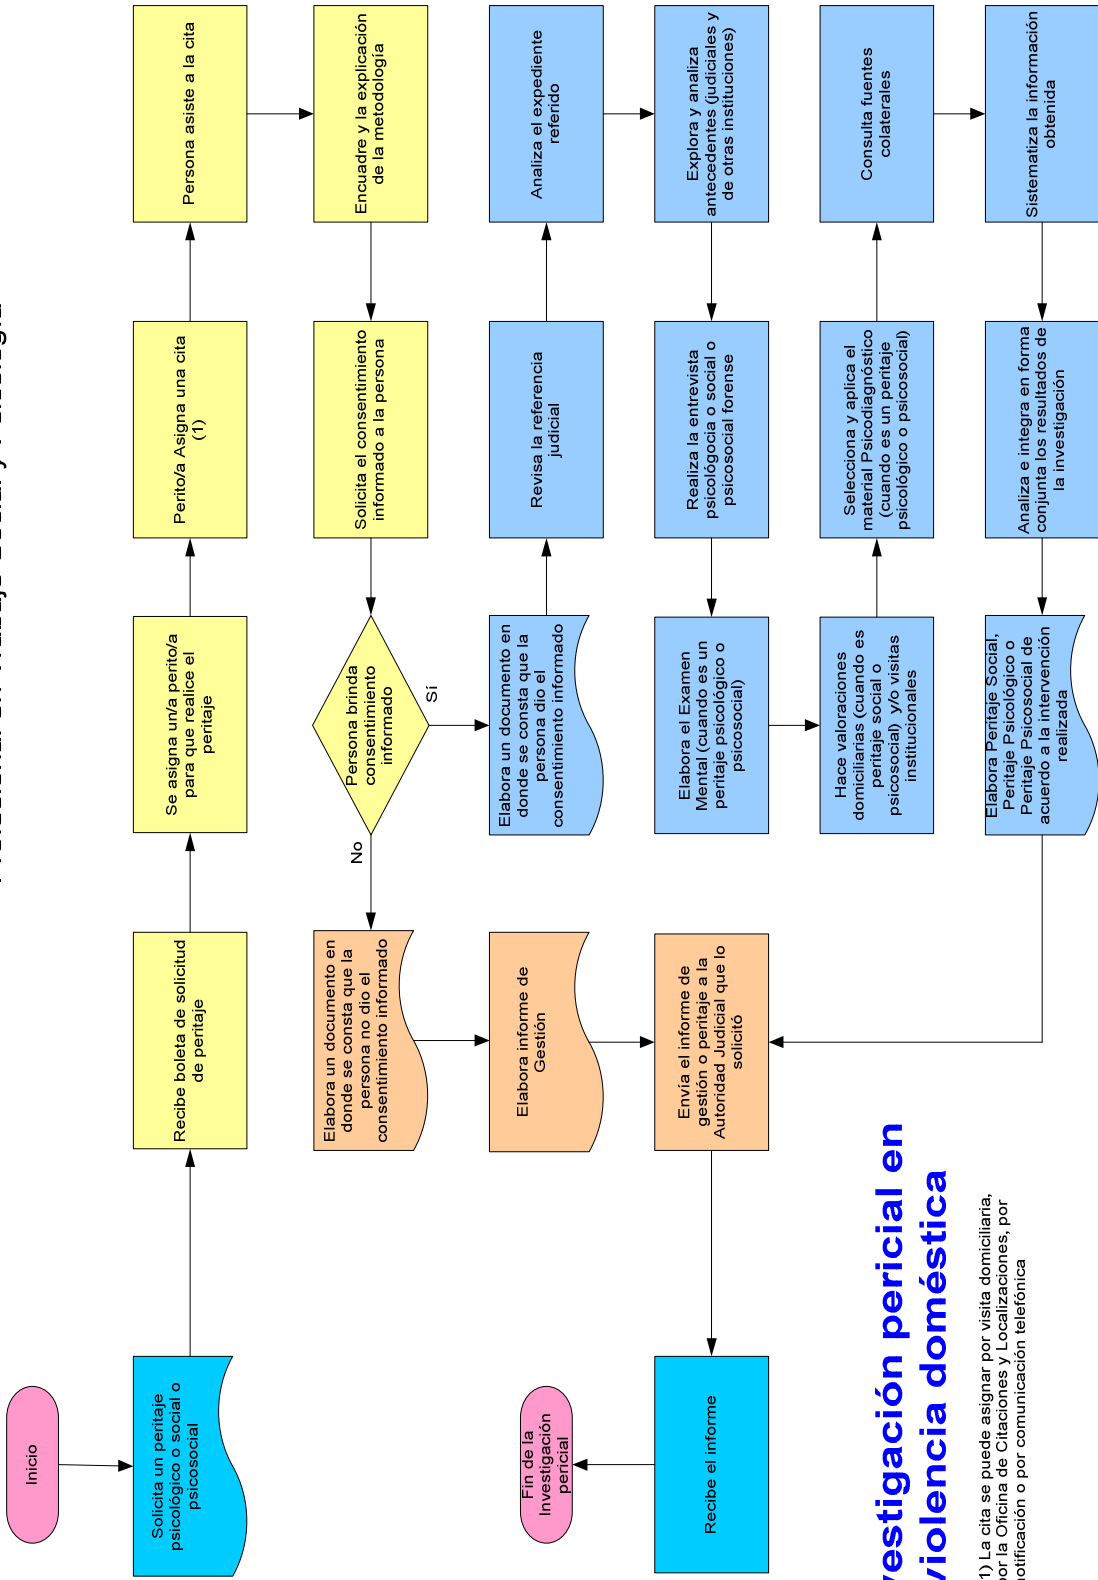 Inicio
Solicita un peritaje
psicológico o social o
psicosocial
Recibe boleta de solicitud
de peritaje
Se asigna un/a perito/a
para que realice el
peritaje
Perito/a Asigna una cita
(1)
Persona asiste a la cita
Encuadre y la explicación
de la metodología
Solicita el consentimiento
informado a la persona
Persona brinda
consentimiento
informado
No
Sí
Elabora un documento en
donde se consta que la
persona no dio el
consentimiento informado
Elabora informe de
Gestión
Elabora un documento en
donde se consta que la
persona dio el
consentimiento informado
Revisa la referencia
judicial
Analiza el expediente
referido
Explora y analiza
antecedentes (judiciales y
de otras instituciones)
Realiza la entrevista
psicológocia o social o
psicosocial forense
Elabora el Examen
Mental (cuando es un
peritaje psicológico o
psicosocial)
Hace valoraciones
domiciliarias (cuando es
peritaje social o
psicosocial) y/o visitas
institucionales
Selecciona y aplica el
material Psicodiagnóstico
(cuando es un peritaje
psicológico o psicosocial)
Consulta fuentes
colaterales
Sistematiza la información
obtenida
Analiza e integra en forma
conjunta los resultados de
la investigación
Elabora Peritaje Social,
Peritaje Psicológico o
Peritaje Psicosocial de
acuerdo a la intervención
realizada
Envía el informe de
gestión o peritaje a la
Autoridad Judicial que lo
solicitó
Recibe el informe
Fin de la
Investigación
pericial
vestigación pericial en
violencia doméstica
1) La cita se puede asignar por visita domiciliaria,
por la Oficina de Citaciones y Localizaciones, por
notificación o por comunicación telefónica